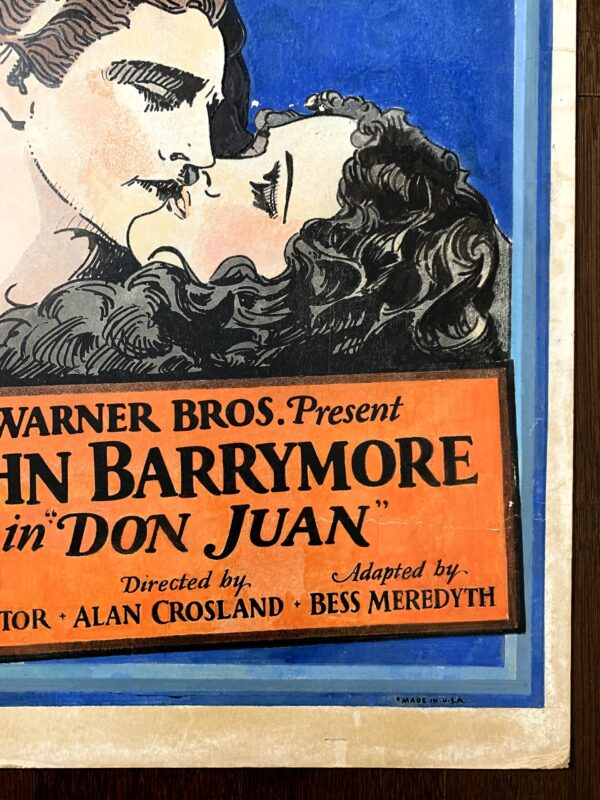 WARNER BROS. Present
HN BARRYMORE
in "DON JUAN"
Directed by Adapted by
TOR • ALAN CROSLAND • BESS MEREDYTH
MADE IN U.S.A.